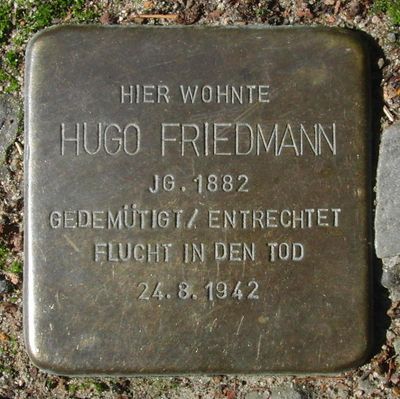 HIER WOHNTE
HUGO FRIEDMANN
JG. 1882
GEDEMÜTIGT/ ENTRECHTET
FLUCHT IN DEN TOD
24.8.1942